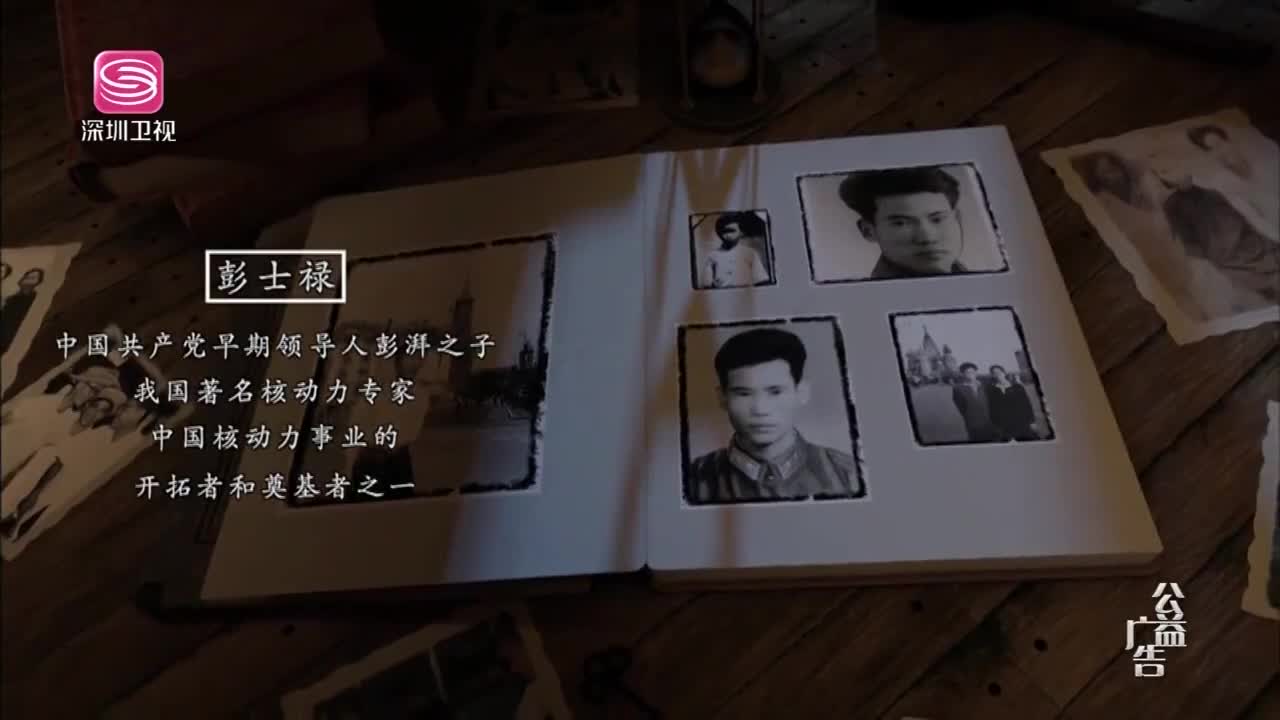 深圳卫视
彭士禄
中国共产党早期领导人彭湃之子
我国著名核动力专家
中国核动力事业的
开拓者和奠基者之一
公益
广告